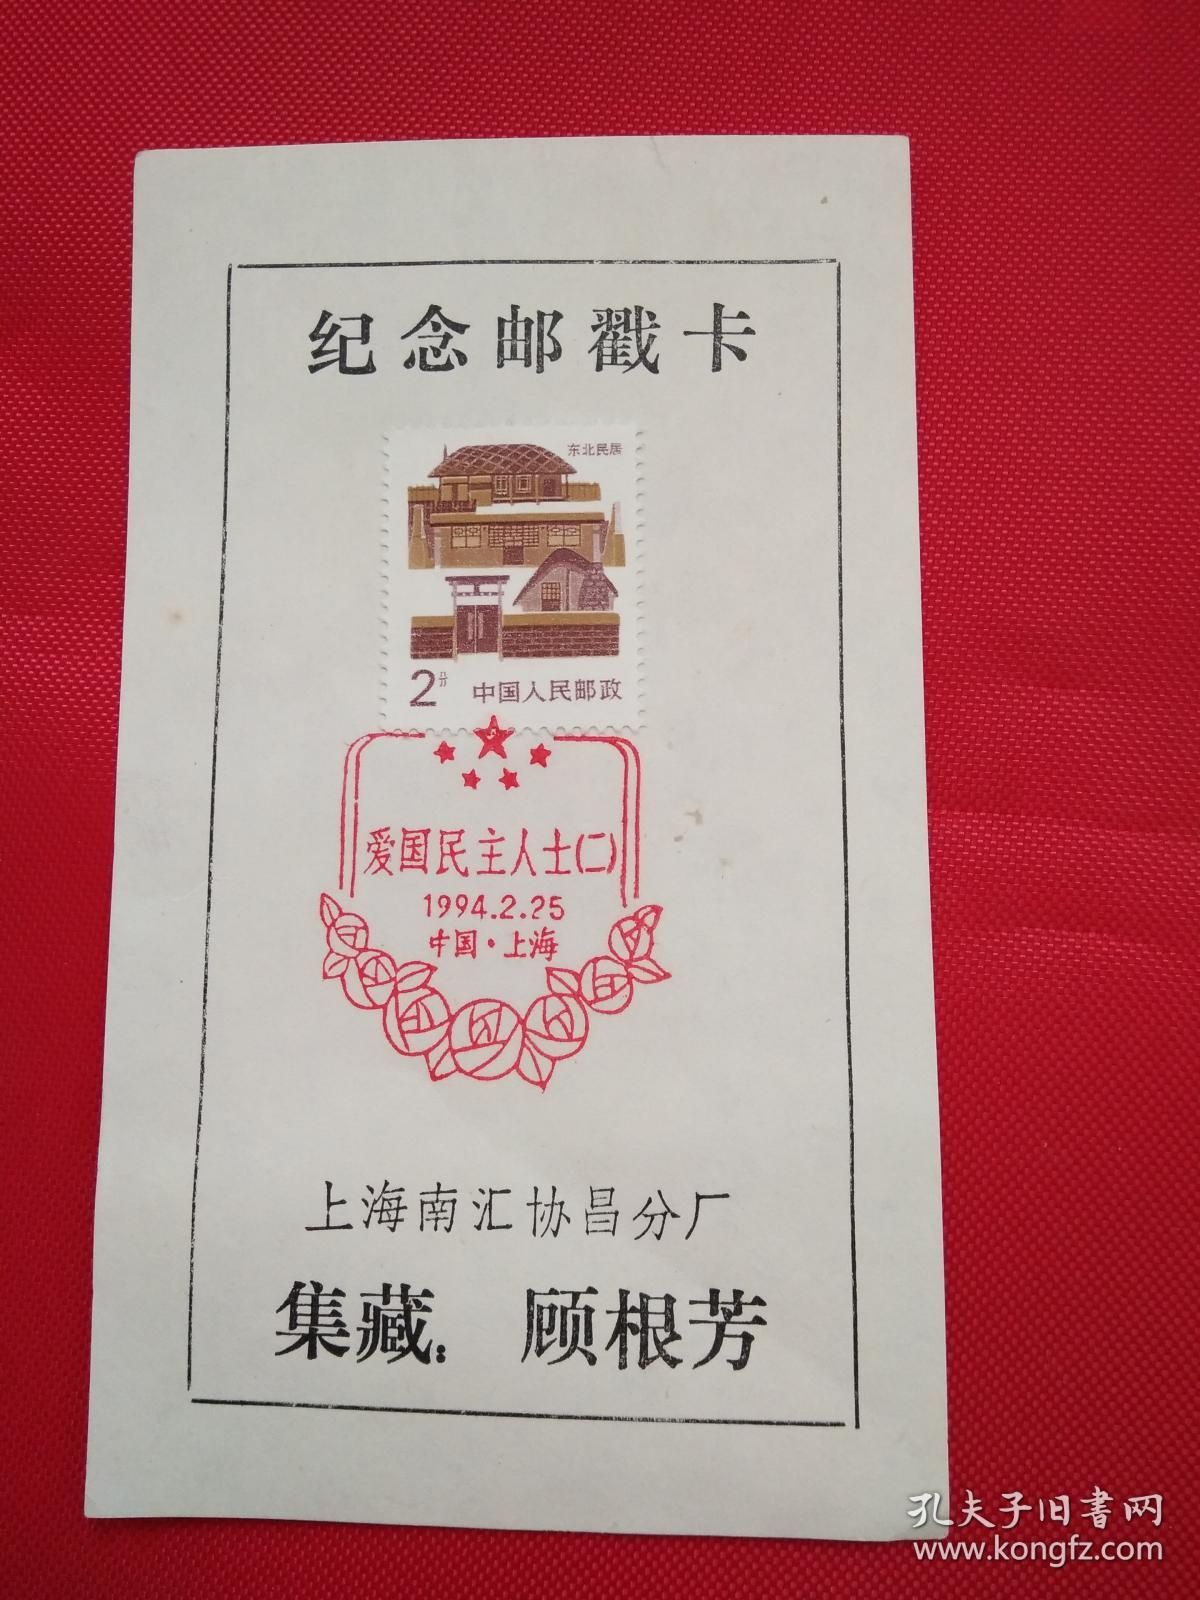 纪念邮戳卡
东北民居
2分 中国人民邮政
爱国民主人士(二)
1994.2.25
中国·上海
上海南汇协昌分厂
集藏: 顾根芳
孔夫子旧书网
www.kongfz.com